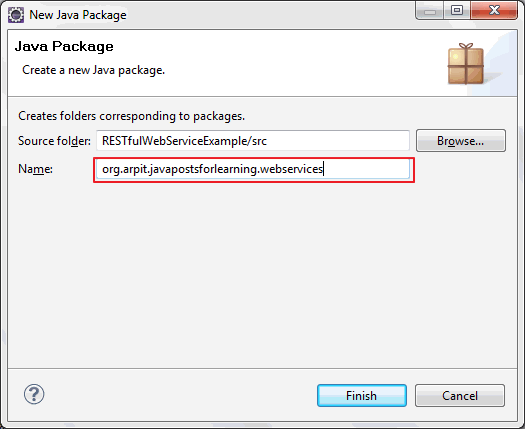 New Java Package
Java Package
Create a new Java package.
Creates folders corresponding to packages.
Source folder: RESTfulWebServiceExample/src Browse...
Name: org.arpit.javapostsforlearning.webservices
? Finish Cancel